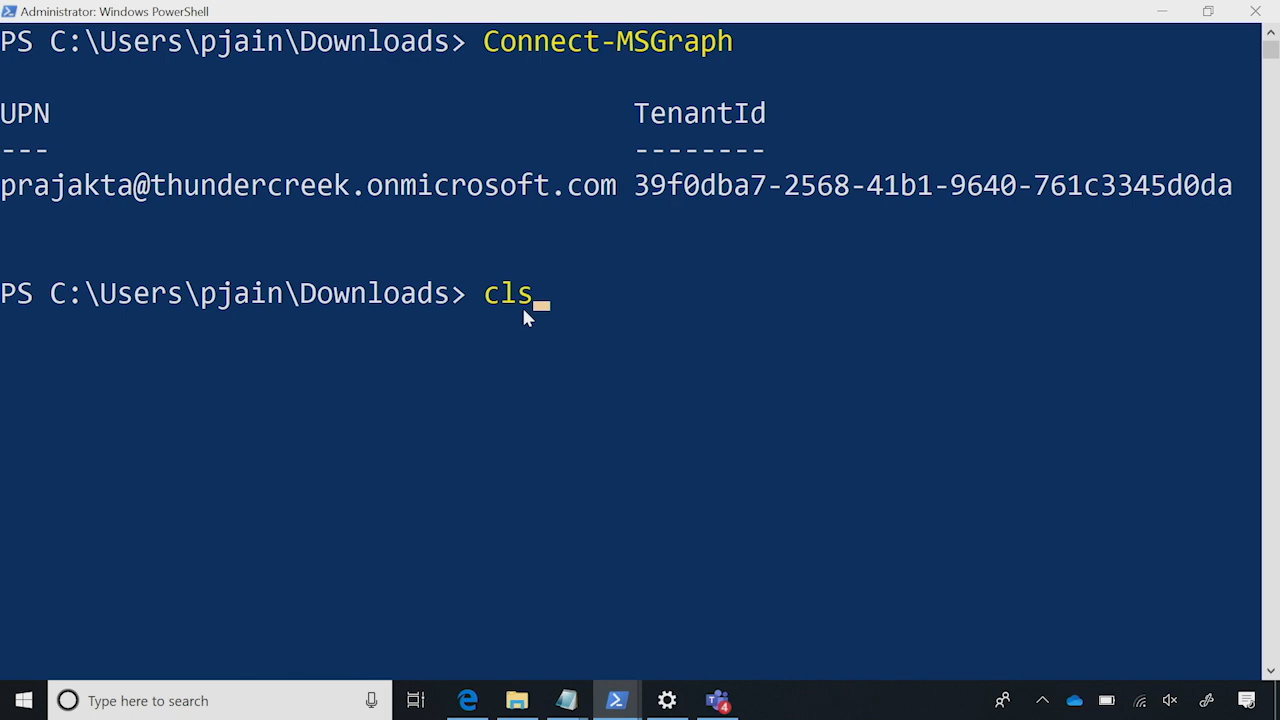 Administrator: Windows PowerShell
PS C:\Users\pjain\Downloads> Connect-MSGraph
UPN TenantId
--- --------
prajakta@thundercreek.onmicrosoft.com 39f0dba7-2568-41b1-9640-761c3345d0da
PS C:\Users\pjain\Downloads> cls
Type here to search
4